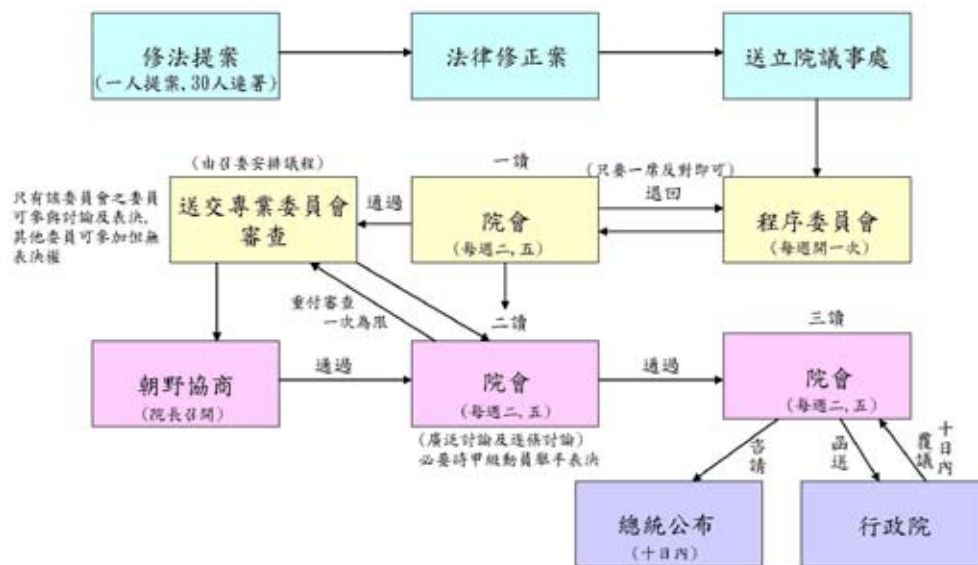 修法提案
(一人提案,30人連署)
法律修正案
送立院議事處
(由召委安排議程)
一讀
(只要一席反對即可)
只有該委員會之委員
可參與討論及表決,
其他委員可參加但無
表決權
送交專業委員會
審查
通過
院會
(每週二,五)
退回
程序委員會
(每週開一次)
重付審查
一次為限
二讀
三讀
朝野協商
(院長召開)
通過
院會
(每週二,五)
通過
院會
(每週二,五)
(廣泛討論及逐條討論)
必要時甲級動員舉手表決
咨請
函送
十日內
覆議
總統公布
(十日內)
行政院